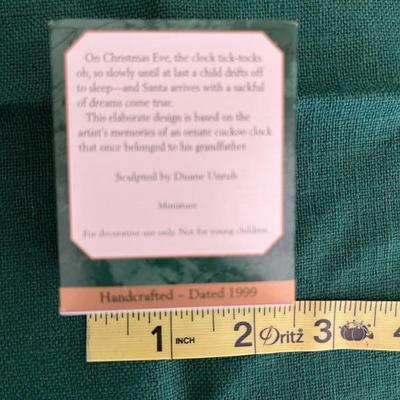 On Christmas Eve, the clock tick-tocks
oh, so slowly until at last a child drifts off
to sleep—and Santa arrives with a sackful
of dreams come true.
This elaborate design is based on the
artist's memories of an ornate cuckoo clock
that once belonged to his grandfather.
Sculpted by Duane Unruh
Miniature
For decorative use only. Not for young children.
Handcrafted – Dated 1999
1 INCH 2 Dritz 3 4